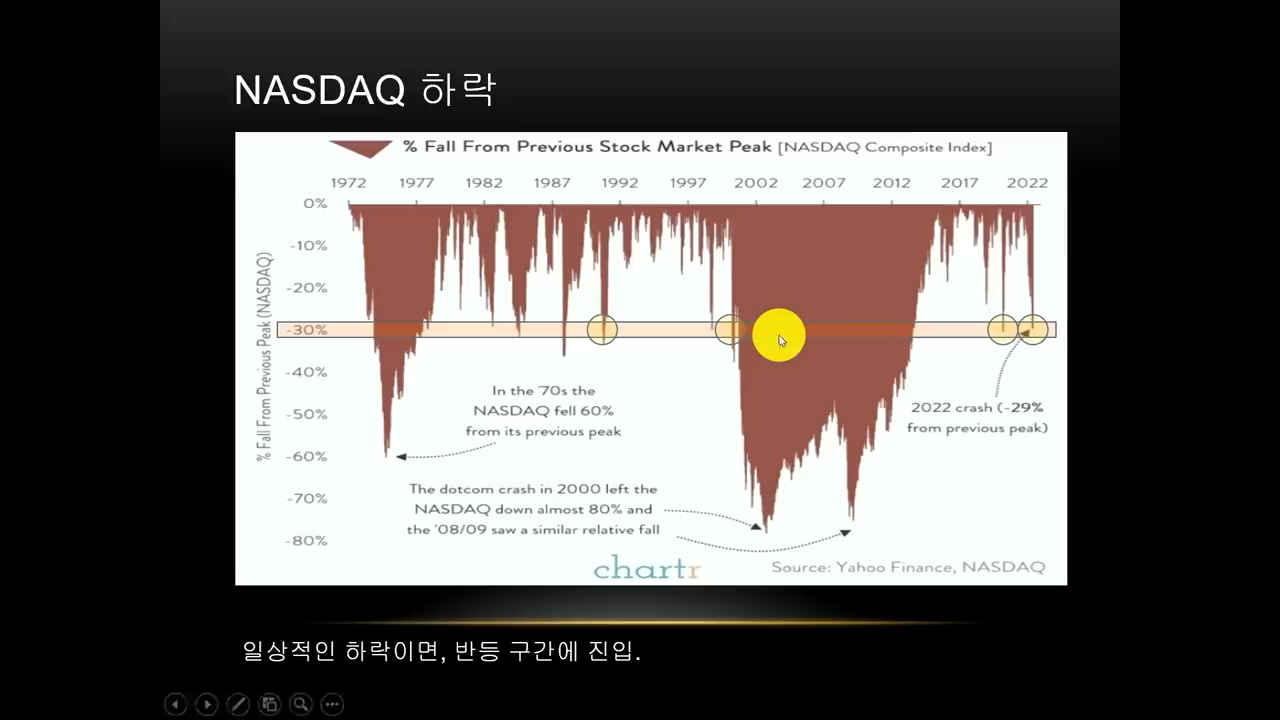 NASDAQ 하락
% Fall From Previous Stock Market Peak [NASDAQ Composite Index]
1972 1977 1982 1987 1992 1997 2002 2007 2012 2017 2022
0%
-10%
-20%
-30%
-40%
-50%
-60%
-70%
-80%
% Fall From Previous Peak (NASDAQ)
In the '70s the
NASDAQ fell 60%
from its previous peak
2022 crash (-29%
from previous peak)
The dotcom crash in 2000 left the
NASDAQ down almost 80% and
the '08/09 saw a similar relative fall
chartr
Source: Yahoo Finance, NASDAQ
일상적인 하락이면, 반등 구간에 진입.